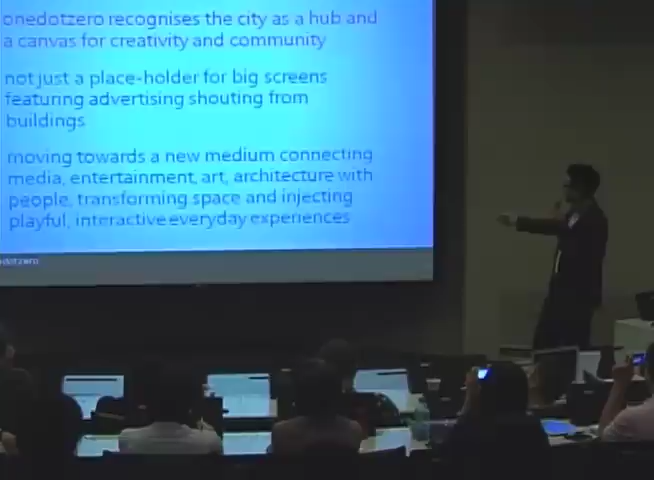 onedotzero recognises the city as a hub and
a canvas for creativity and community
not just a place-holder for big screens
featuring advertising shouting from
buildings
moving towards a new medium connecting
media, entertainment, art, architecture with
people, transforming space and injecting
playful, interactive everyday experiences